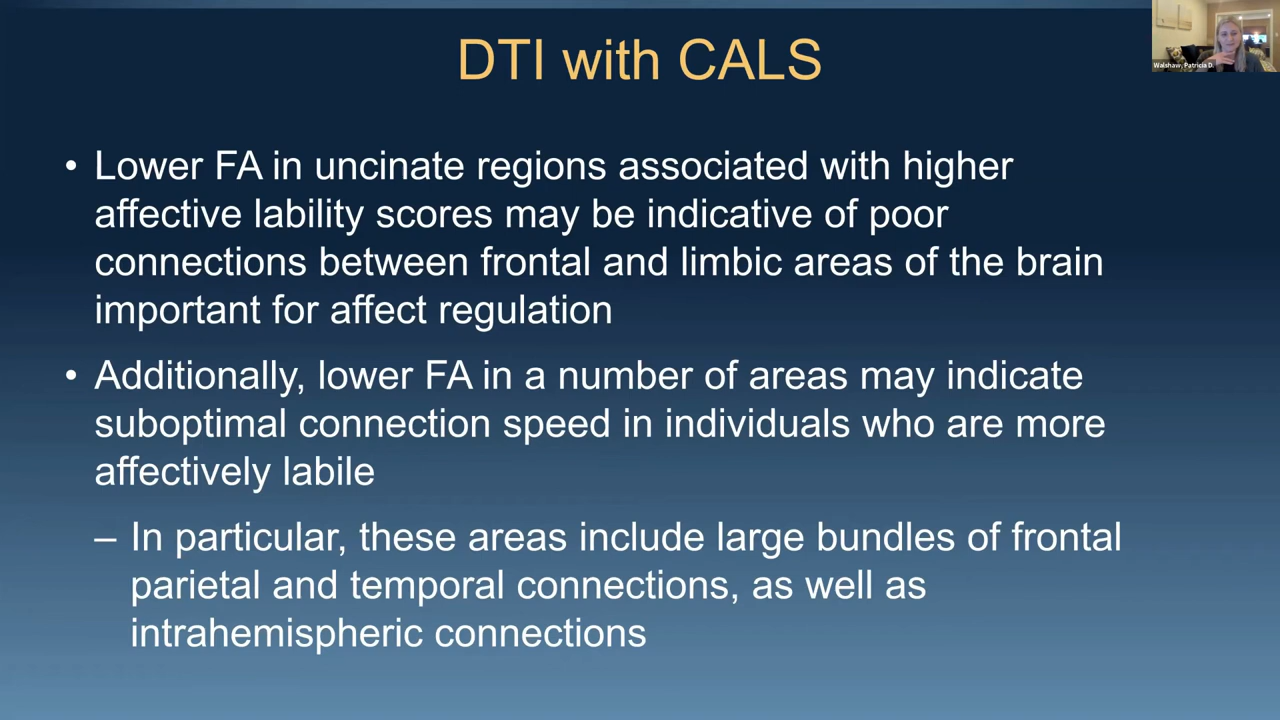 DTI with CALS
Walshaw, Patricia D.
• Lower FA in uncinate regions associated with higher
affective lability scores may be indicative of poor
connections between frontal and limbic areas of the brain
important for affect regulation
• Additionally, lower FA in a number of areas may indicate
suboptimal connection speed in individuals who are more
affectively labile
– In particular, these areas include large bundles of frontal
parietal and temporal connections, as well as
intrahemispheric connections